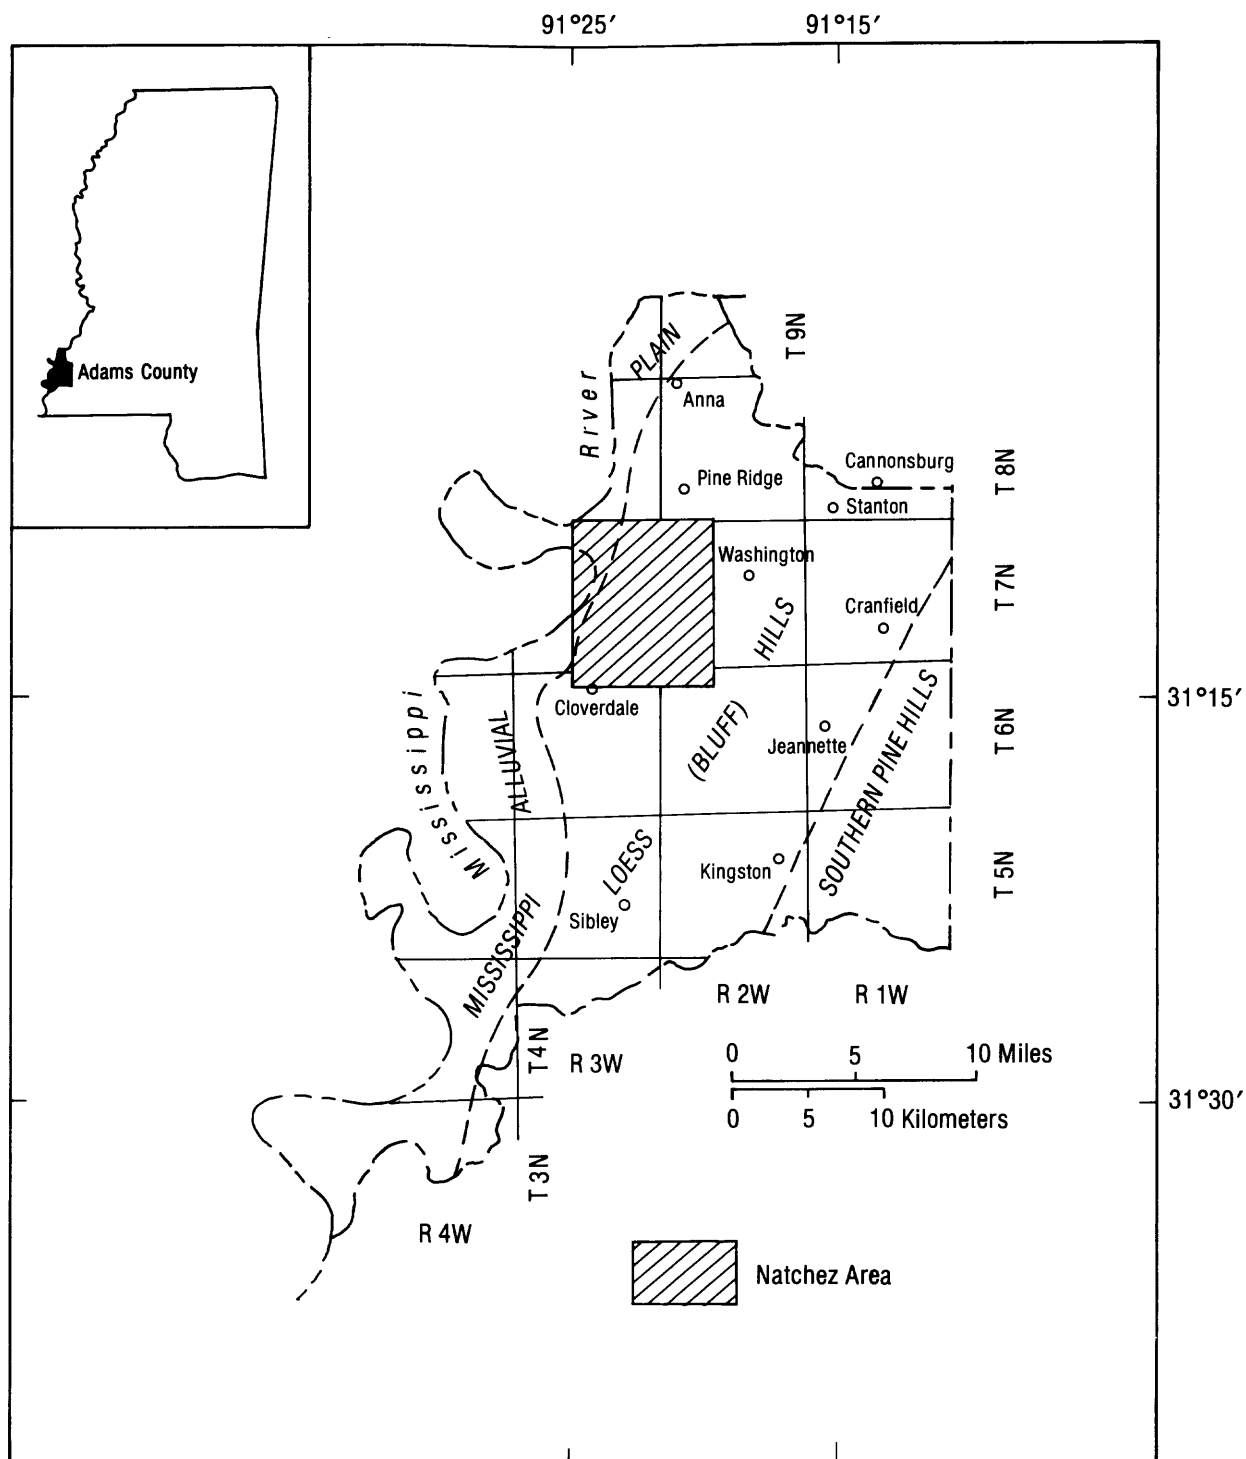 91°25′
91°15′
Adams County
PLAIN
T 9N
River
Anna
Cannonsburg
T 8N
Pine Ridge
Stanton
Washington
T 7N
Cranfield
HILLS
Cloverdale
31°15′
Mississippi
Mississippi
ALLUVIAL
(BLUFF)
Jeannette
T 6N
SOUTHERN PINE HILLS
LOESS
Kingston
T 5N
Sibley
MISSISSIPPI
R 2W
R 1W
T 4N
R 3W
0 5 10 Miles
0 5 10 Kilometers
31°30′
T 3N
R 4W
Natchez Area